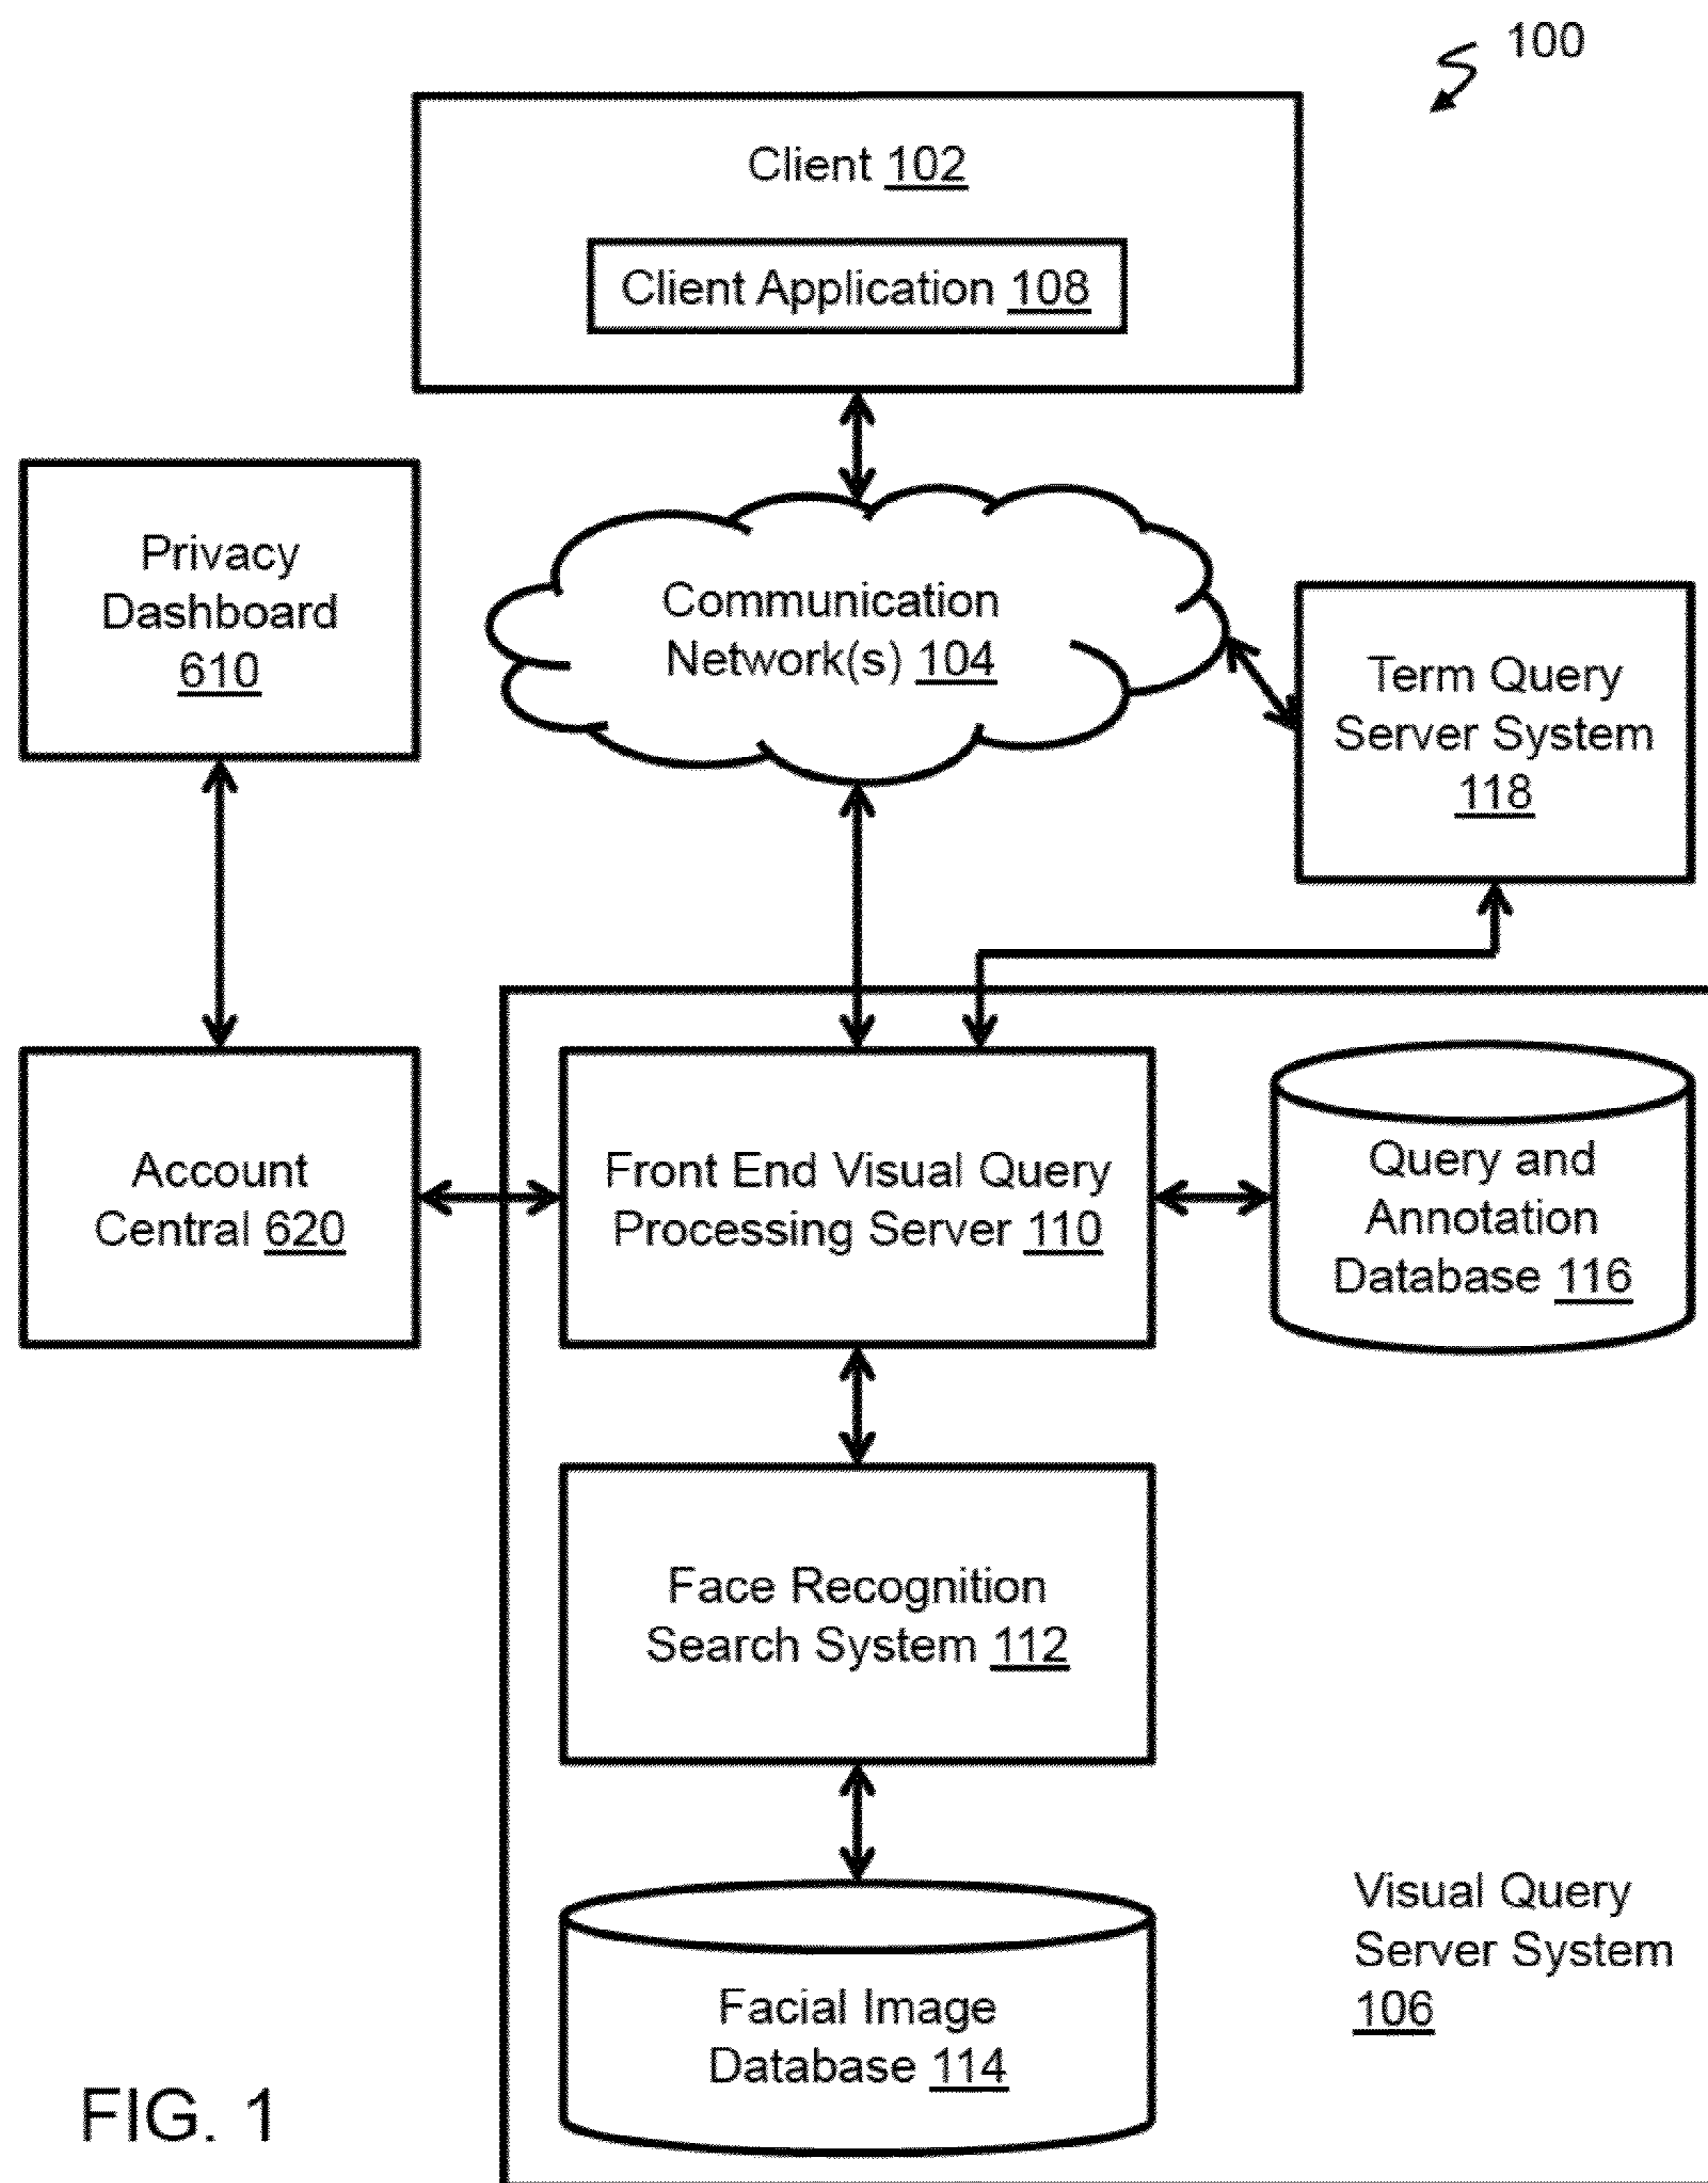 100
Client 102
Client Application 108
Privacy
Dashboard
610
Communication
Network(s) 104
Term Query
Server System
118
Account
Central 620
Front End Visual Query
Processing Server 110
Query and
Annotation
Database 116
Face Recognition
Search System 112
Visual Query
Server System
106
Facial Image
Database 114
FIG. 1